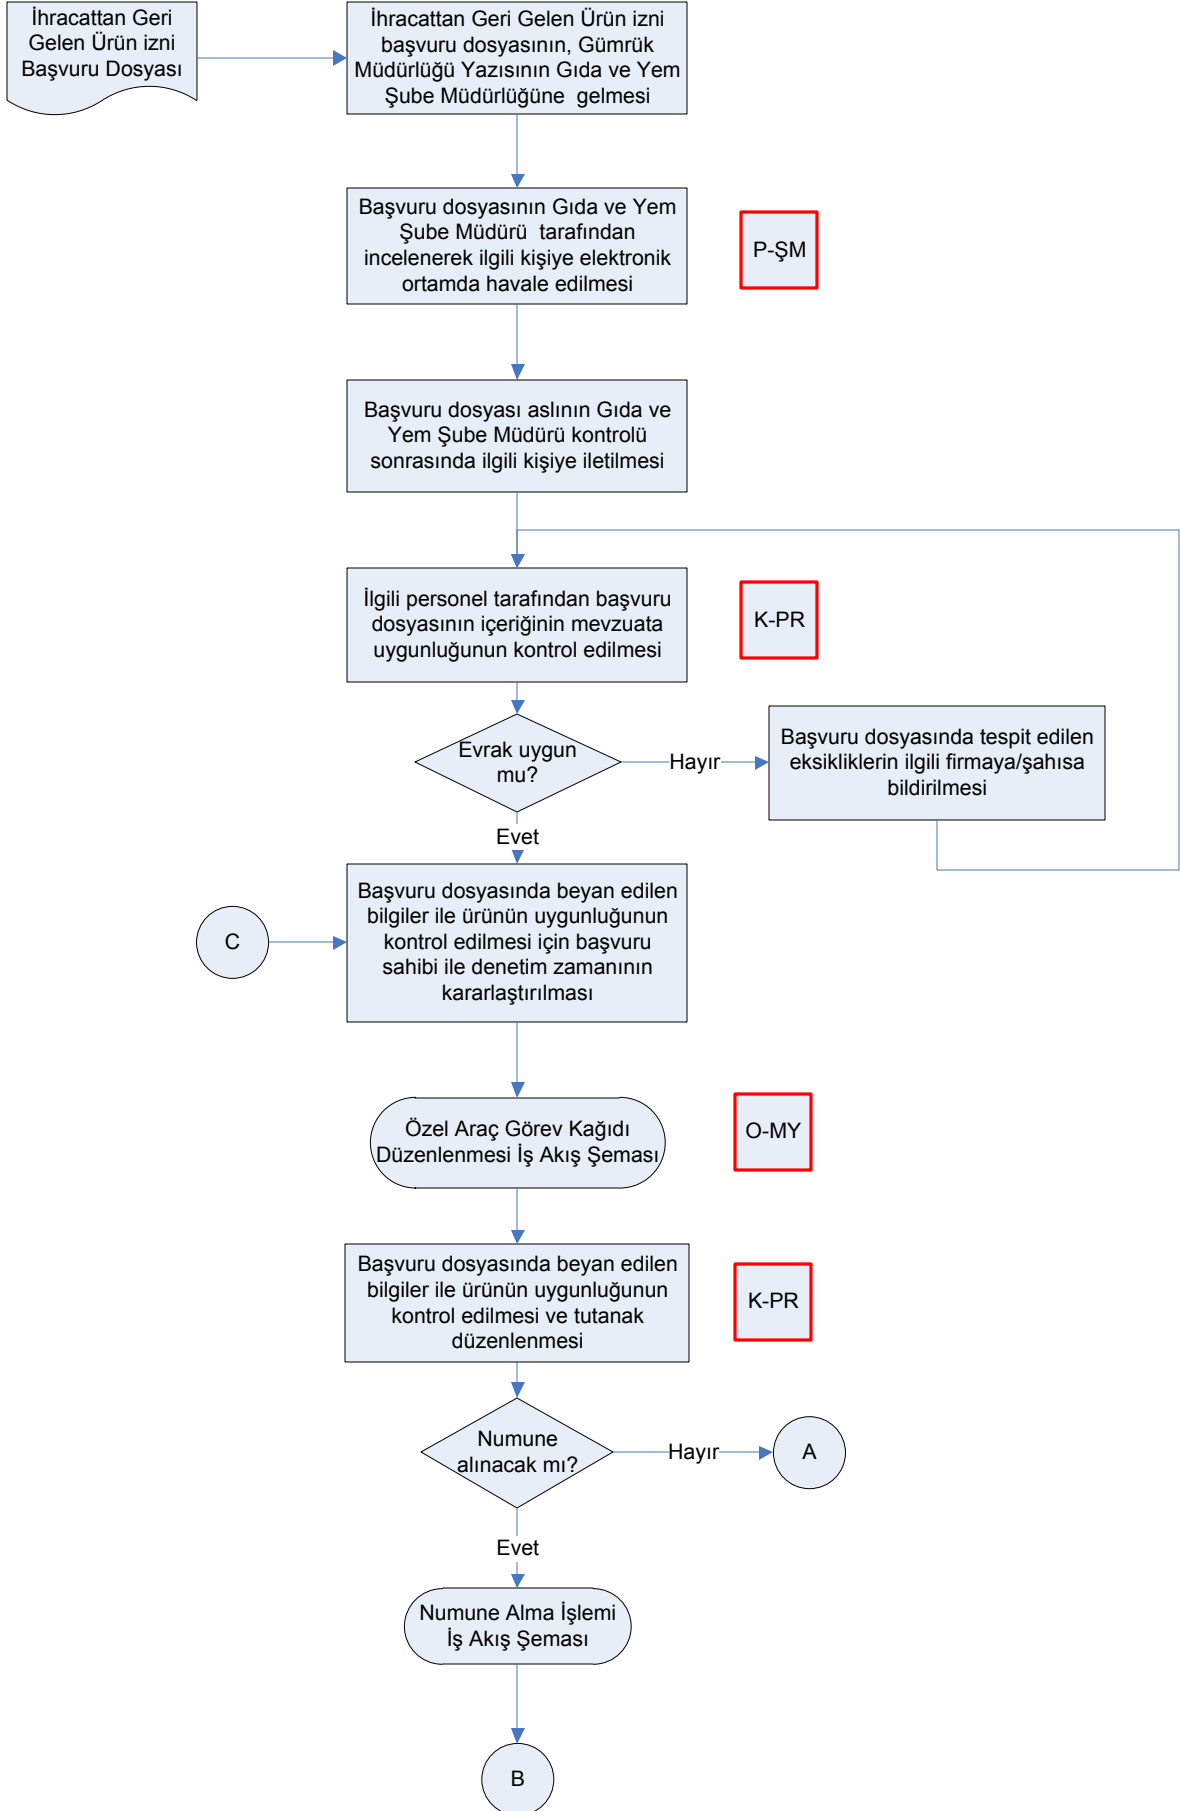 İhracattan Geri
Gelen Ürün izni
Başvuru Dosyası
İhracattan Geri Gelen Ürün izni
başvuru dosyasının, Gümrük
Müdürlüğü Yazısının Gıda ve Yem
Şube Müdürlüğüne gelmesi
Başvuru dosyasının Gıda ve Yem
Şube Müdürü tarafından
incelenerek ilgili kişiye elektronik
ortamda havale edilmesi
P-ŞM
Başvuru dosyası aslının Gıda ve
Yem Şube Müdürü kontrolü
sonrasında ilgili kişiye iletilmesi
İlgili personel tarafından başvuru
dosyasının içeriğinin mevzuata
uygunluğunun kontrol edilmesi
K-PR
Evrak uygun
mu?
Hayır
Başvuru dosyasında tespit edilen
eksikliklerin ilgili firmaya/şahısa
bildirilmesi
Evet
Başvuru dosyasında beyan edilen
bilgiler ile ürünün uygunluğunun
kontrol edilmesi için başvuru
sahibi ile denetim zamanının
kararlaştırılması
C
Özel Araç Görev Kağıdı
Düzenlenmesi İş Akış Şeması
O-MY
Başvuru dosyasında beyan edilen
bilgiler ile ürünün uygunluğunun
kontrol edilmesi ve tutanak
düzenlenmesi
K-PR
Numune
alınacak mı?
Hayır
A
Evet
Numune Alma İşlemi
İş Akış Şeması
B